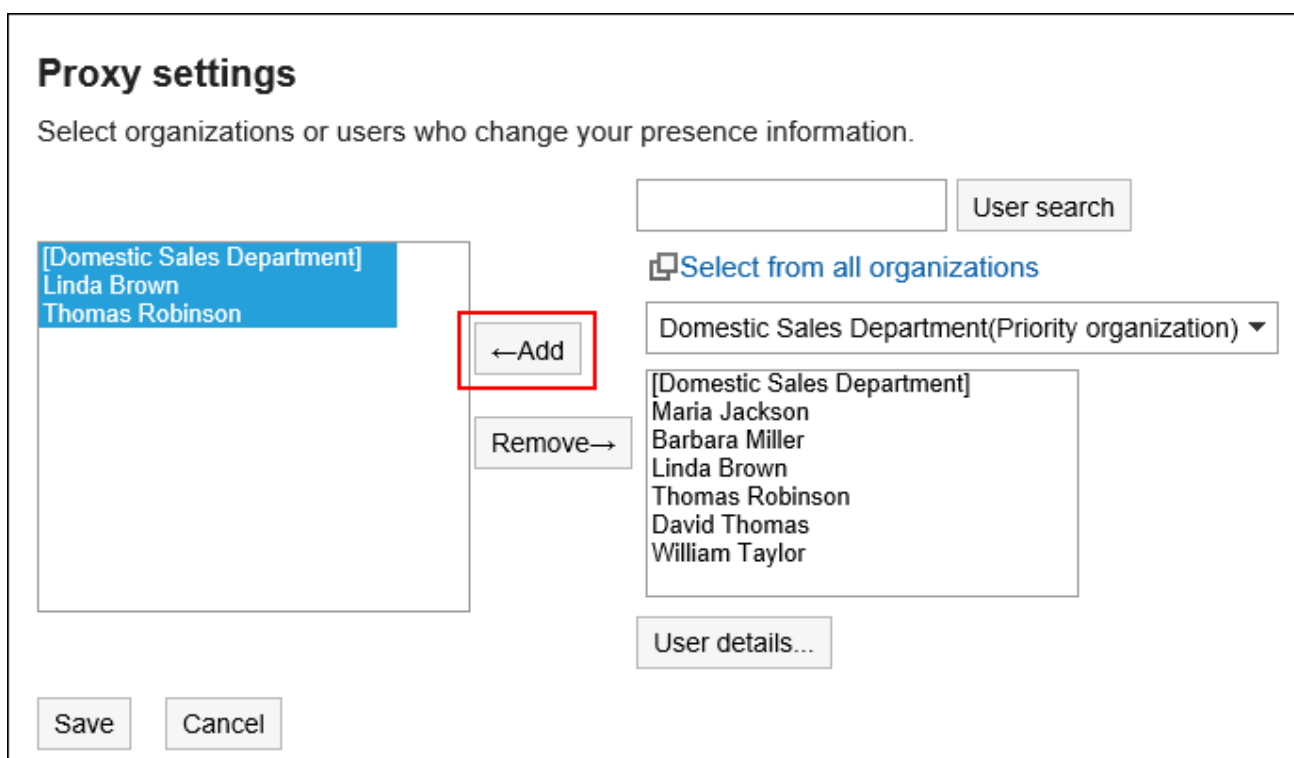 Proxy settings
Select organizations or users who change your presence information.
User search
[Domestic Sales Department]
Linda Brown
Thomas Robinson
←Add
Remove→
Select from all organizations
Domestic Sales Department(Priority organization)
[Domestic Sales Department]
Maria Jackson
Barbara Miller
Linda Brown
Thomas Robinson
David Thomas
William Taylor
User details...
Save
Cancel